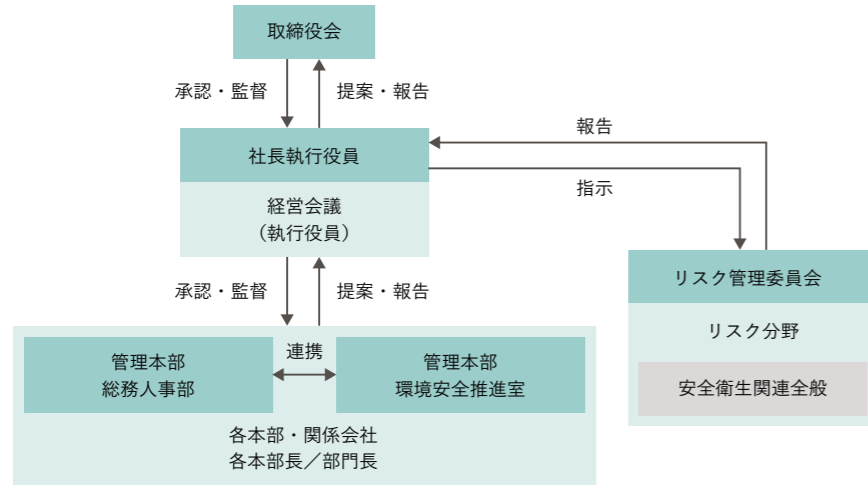 取締役会
承認・監督
提案・報告
社長執行役員
経営会議
（執行役員）
報告
指示
リスク管理委員会
リスク分野
安全衛生関連全般
承認・監督
提案・報告
管理本部
総務人事部
連携
管理本部
環境安全推進室
各本部・関係会社
各本部長／部門長